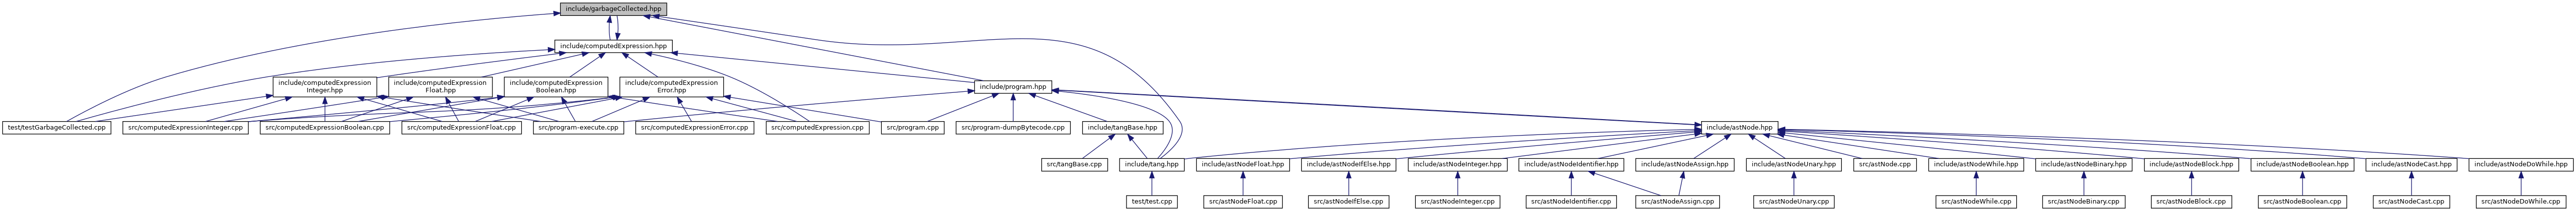 include/garbageCollected.hpp
include/computedExpression.hpp
include/computedExpression
Integer.hpp
include/computedExpression
Float.hpp
include/computedExpression
Boolean.hpp
include/computedExpression
Error.hpp
include/program.hpp
test/testGarbageCollected.cpp
src/computedExpressionInteger.cpp
src/computedExpressionBoolean.cpp
src/computedExpressionFloat.cpp
src/program-execute.cpp
src/computedExpressionError.cpp
src/computedExpression.cpp
src/program.cpp
src/program-dumpBytecode.cpp
include/tangBase.hpp
include/astNode.hpp
src/tangBase.cpp
include/tang.hpp
include/astNodeFloat.hpp
include/astNodeIfElse.hpp
include/astNodeInteger.hpp
include/astNodeIdentifier.hpp
include/astNodeAssign.hpp
include/astNodeUnary.hpp
src/astNode.cpp
include/astNodeWhile.hpp
include/astNodeBinary.hpp
include/astNodeBlock.hpp
include/astNodeBoolean.hpp
include/astNodeCast.hpp
include/astNodeDoWhile.hpp
test/test.cpp
src/astNodeFloat.cpp
src/astNodeIfElse.cpp
src/astNodeInteger.cpp
src/astNodeIdentifier.cpp
src/astNodeAssign.cpp
src/astNodeUnary.cpp
src/astNodeWhile.cpp
src/astNodeBinary.cpp
src/astNodeBlock.cpp
src/astNodeBoolean.cpp
src/astNodeCast.cpp
src/astNodeDoWhile.cpp